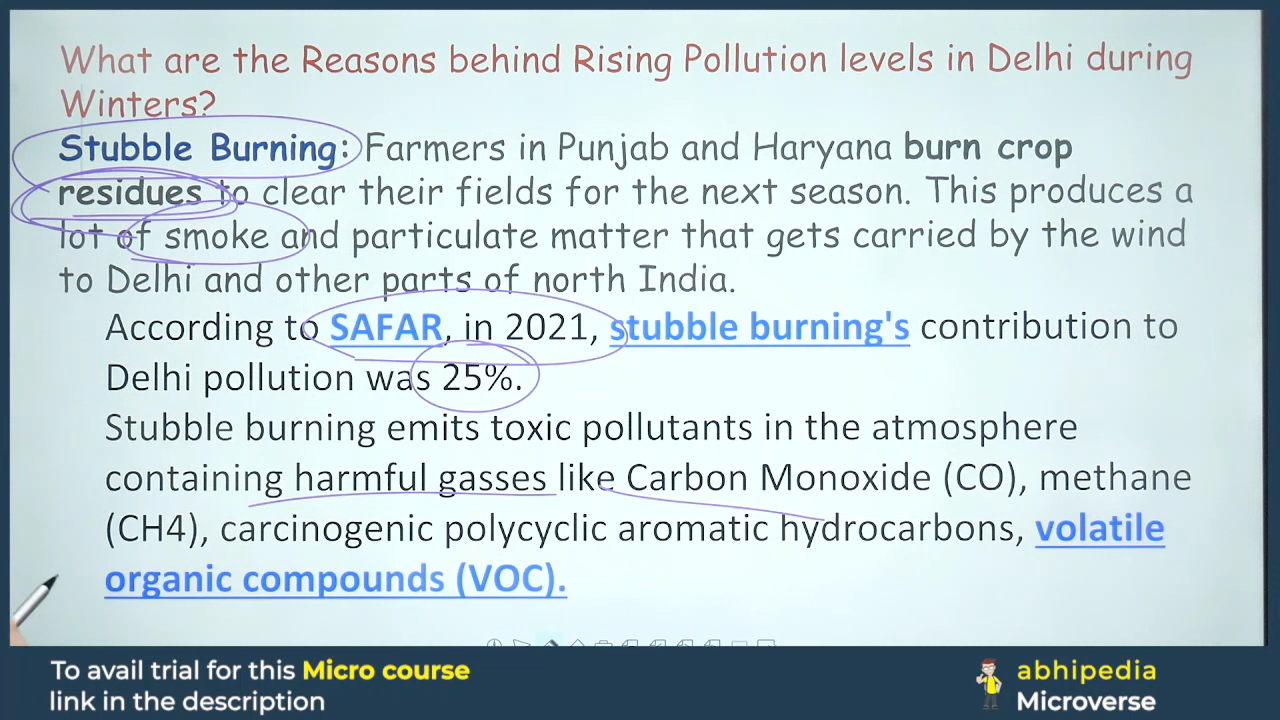 What are the Reasons behind Rising Pollution levels in Delhi during
Winters?
Stubble Burning: Farmers in Punjab and Haryana burn crop
residues to clear their fields for the next season. This produces a
lot of smoke and particulate matter that gets carried by the wind
to Delhi and other parts of north India.
According to SAFAR, in 2021, stubble burning's contribution to
Delhi pollution was 25%.
Stubble burning emits toxic pollutants in the atmosphere
containing harmful gasses like Carbon Monoxide (CO), methane
(CH4), carcinogenic polycyclic aromatic hydrocarbons, volatile
organic compounds (VOC).
To avail trial for this Micro course
link in the description
abhipedia
Microverse